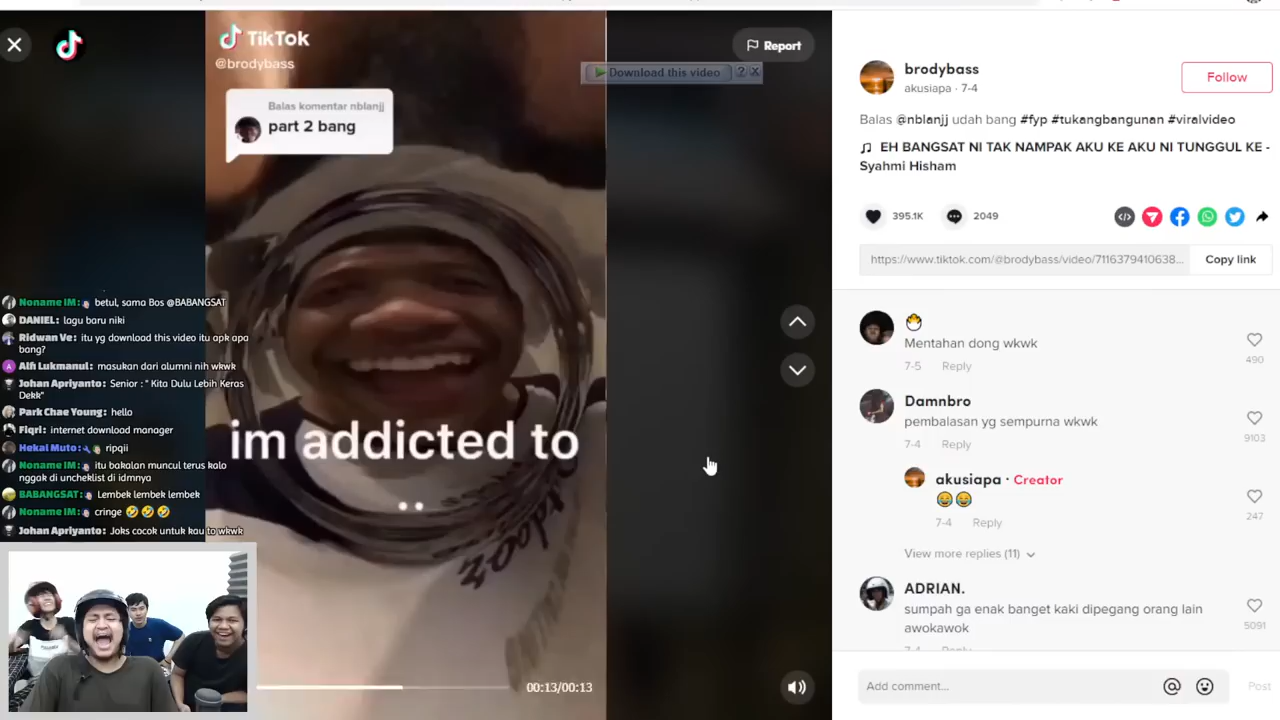 TikTok
@brodybass
Report
Download this video
Balas komentar nblanjj
part 2 bang
im addicted to
..
00:13/00:13
Noname IM: betul, sama Bos @BABANGSAT
DANIEL: lagu baru niki
Ridwan Ve: itu yg download this video itu apk apa
bang?
Alfi Lukmanul: masukan dari alumni nih wkwk
Johan Apriyanto: Senior : " Kita Dulu Lebih Keras
Dekk"
Park Chae Young: hello
Fiqri: internet download manager
Hekal Muto: ripqii
Noname IM: itu bakalan muncul terus kalo
nggak di uncheklist di idmnya
BABANGSAT: Lembek lembek lembek
Noname IM: cringe 🤣 🤣 🤣
Johan Apriyanto: Joks cocok untuk kau to wkwk
brodybass
akusiapa · 7-4
Follow
Balas @nblanjj udah bang #fyp #tukangbangunan #viralvideo
♫ EH BANGSAT NI TAK NAMPAK AKU KE AKU NI TUNGGUL KE -
Syahmi Hisham
395.1K
2049
https://www.tiktok.com/@brodybass/video/7116379410638...
Copy link
🐣
Mentahan dong wkwk
7-5 Reply
490
Damnbro
pembalasan yg sempurna wkwk
7-4 Reply
9103
akusiapa · Creator
😂😂
7-4 Reply
247
View more replies (11)
ADRIAN.
sumpah ga enak banget kaki dipegang orang lain
awokawok
5091
7-4 Reply
Add comment...
Post